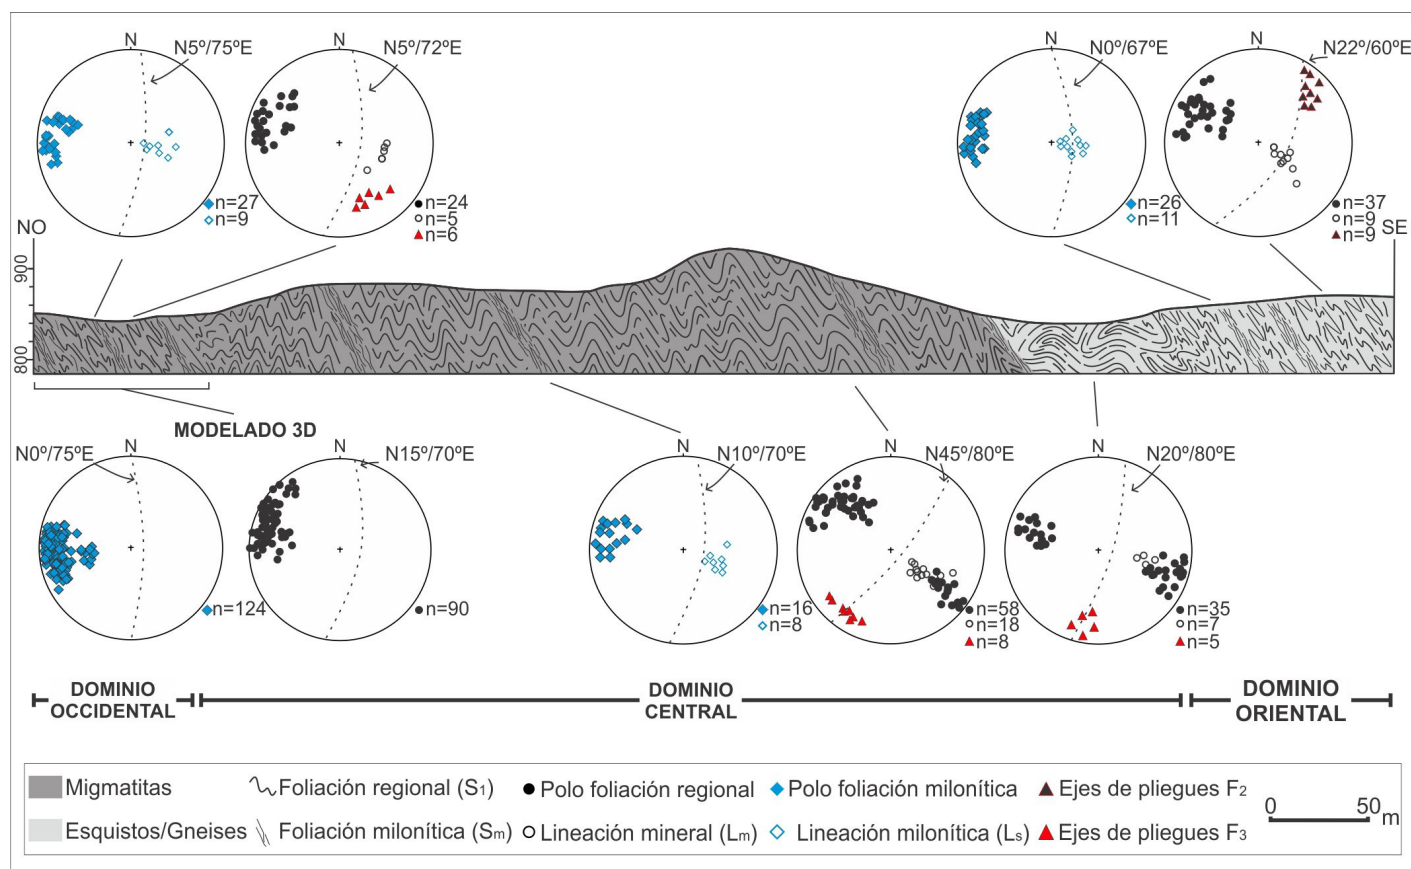 N
N5º/75ºE
n=27
n=9
N
N5º/72ºE
n=24
n=5
n=6
N
N0º/67ºE
n=26
n=11
N
N22º/60ºE
n=37
n=9
n=9
NO
SE
900
800
MODELADO 3D
N0º/75ºE
N
n=124
N
N15º/70ºE
n=90
N
N10º/70ºE
n=16
n=8
N
N45º/80ºE
n=58
n=18
n=8
N
N20º/80ºE
n=35
n=7
n=5
DOMINIO
OCCIDENTAL
DOMINIO
CENTRAL
DOMINIO
ORIENTAL
Migmatitas
Foliación regional (S1)
Polo foliación regional
Polo foliación milonítica
Ejes de pliegues F2
Esquistos/Gneises
Foliación milonítica (Sm)
Lineación mineral (Lm)
Lineación milonítica (Ls)
Ejes de pliegues F3
0 50 m